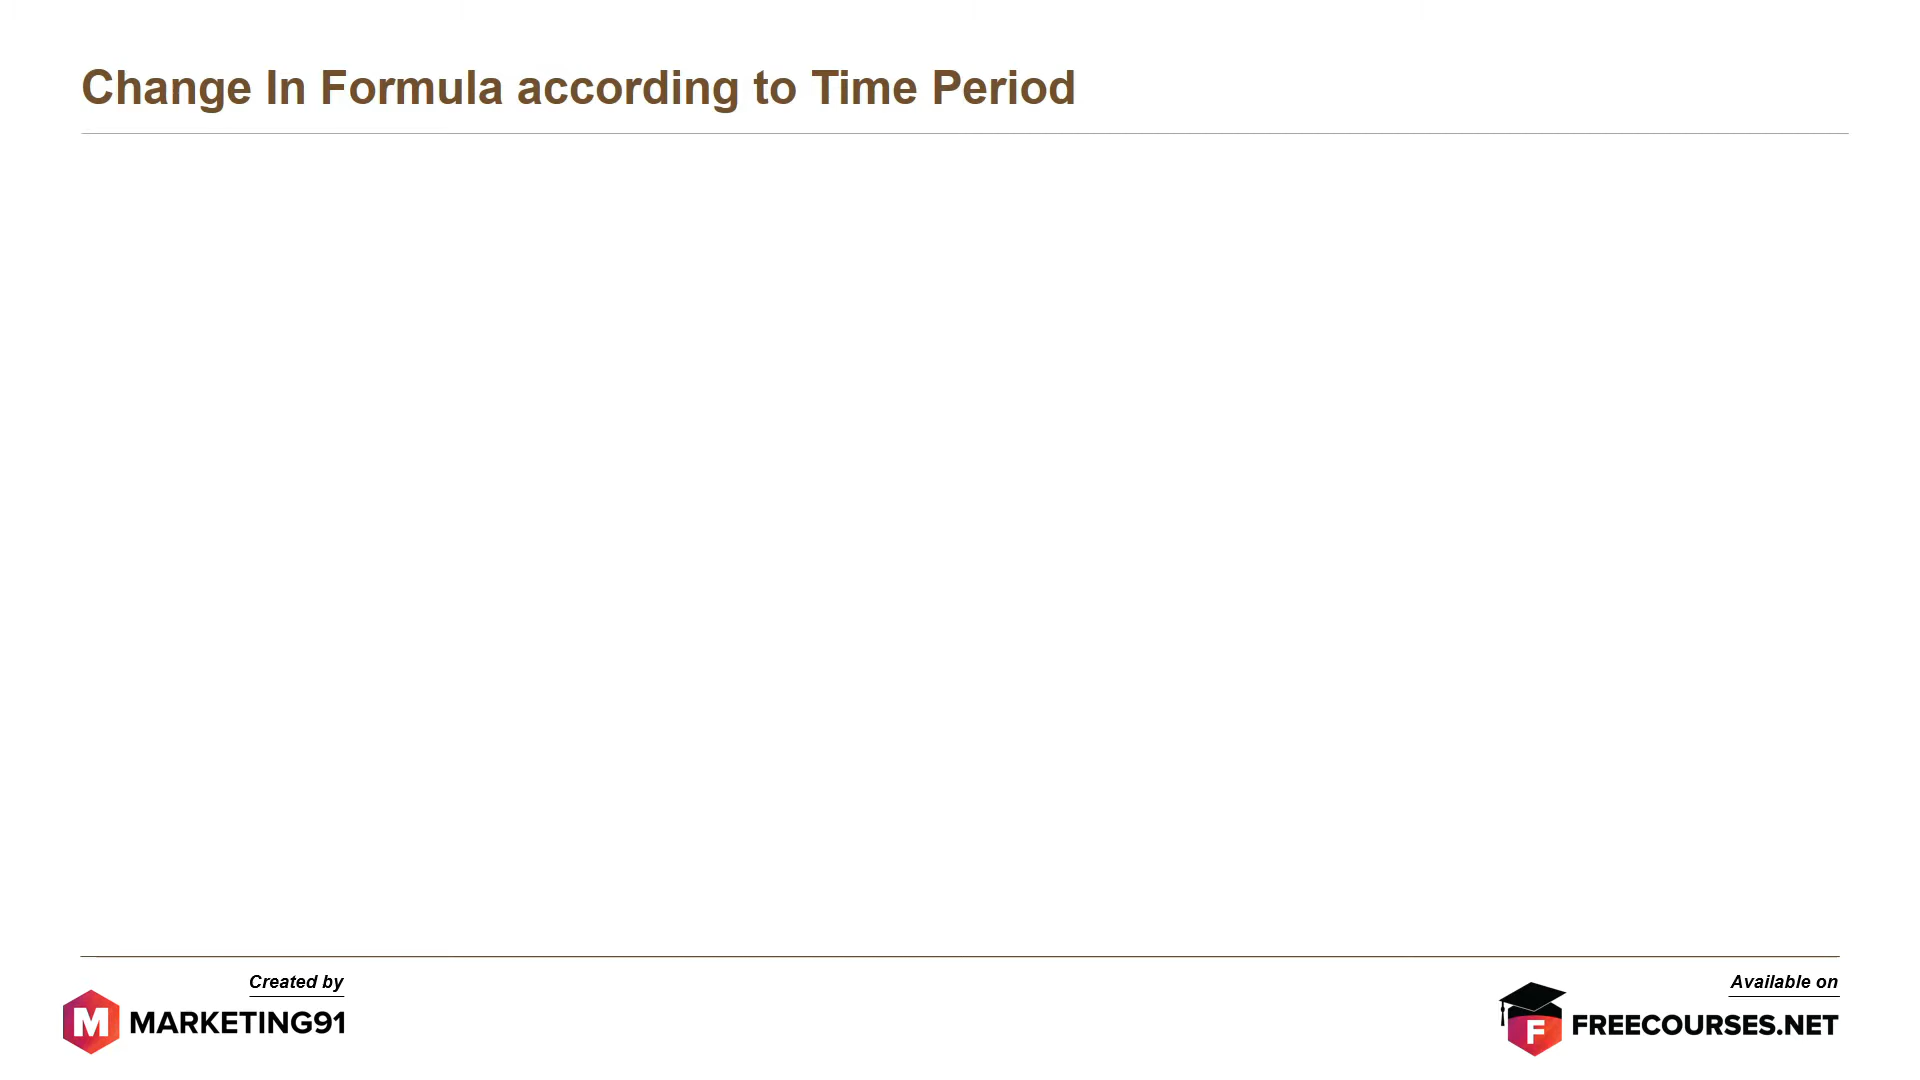 Change In Formula according to Time Period
Created by
M MARKETING91
Available on
F FREECOURSES.NET